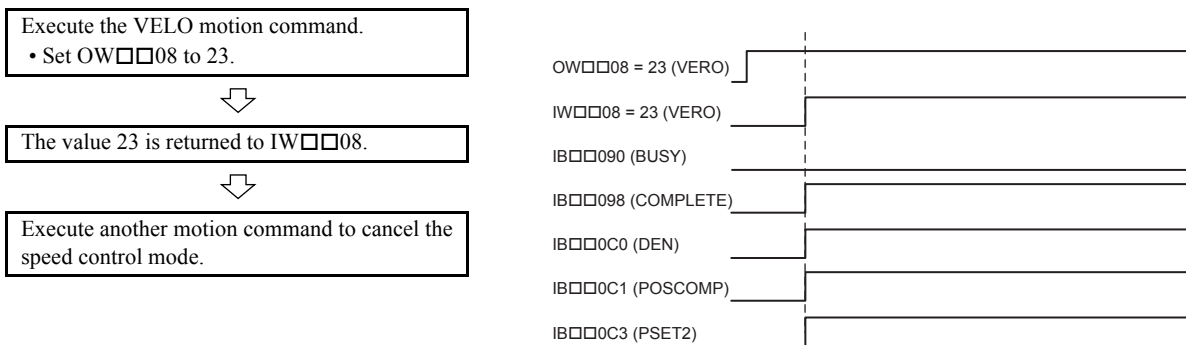 Execute the VELO motion command.
• Set OW□□08 to 23.
The value 23 is returned to IW□□08.
Execute another motion command to cancel the
speed control mode.
OW□□08 = 23 (VERO)
IW□□08 = 23 (VERO)
IB□□090 (BUSY)
IB□□098 (COMPLETE)
IB□□0C0 (DEN)
IB□□0C1 (POSCOMP)
IB□□0C3 (PSET2)